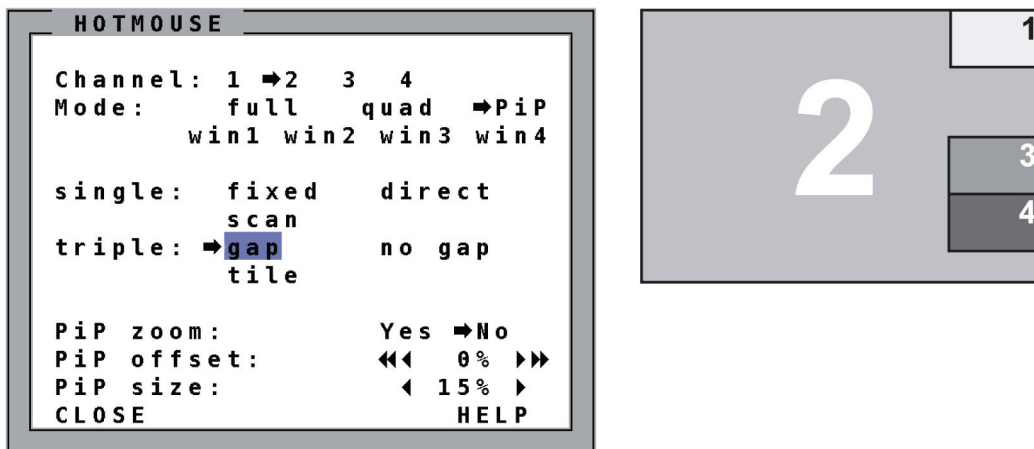 HOTMOUSE
Channel: 1 ➡2 3 4
Mode: full quad ➡PiP
win1 win2 win3 win4
single: fixed direct
scan
triple: ➡gap no gap
tile
PiP zoom: Yes ➡No
PiP offset: ◀◀◀ 0% ▶▶▶
PiP size: ◀ 15% ▶
CLOSE HELP
1
2
3
4